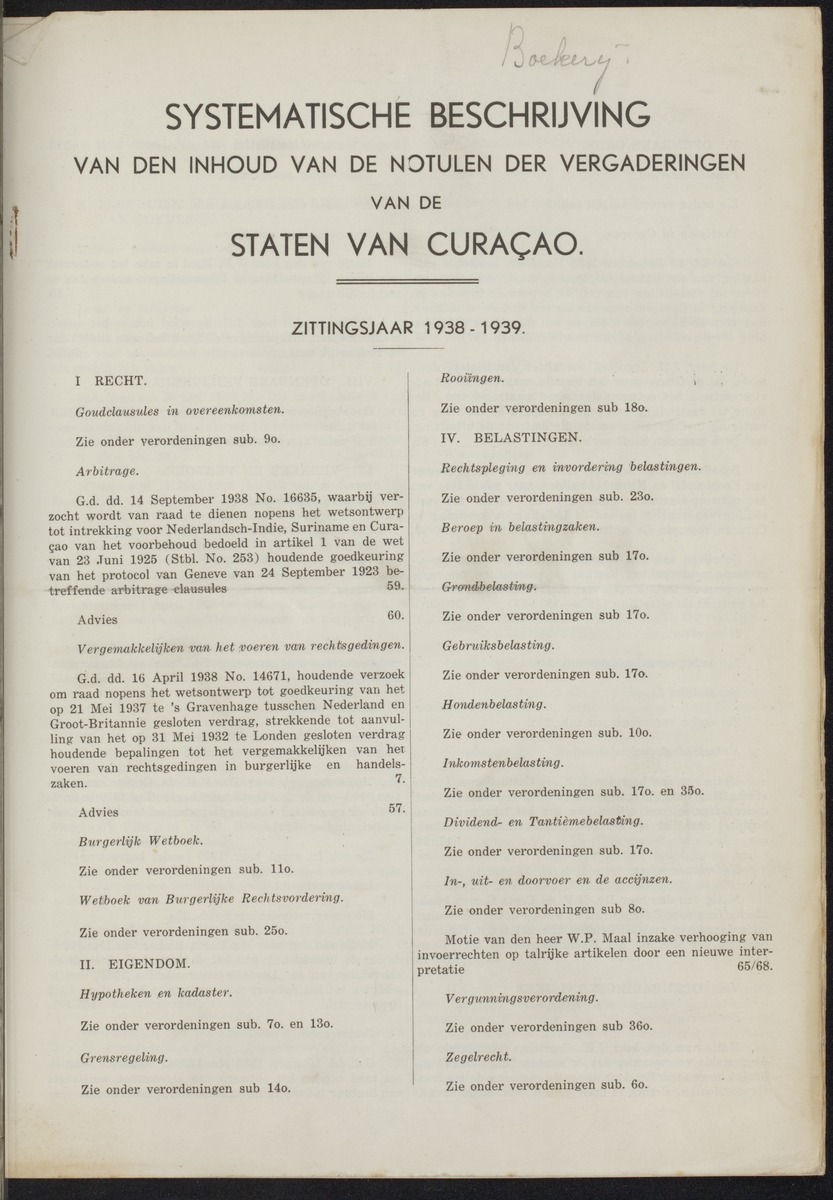 Boekery.
SYSTEMATISCHE BESCHRIJVING
VAN DEN INHOUD VAN DE NOTULEN DER VERGADERINGEN
VAN DE
STATEN VAN CURAÇAO.
ZITTINGSJAAR 1938 - 1939.
I RECHT.
Goudclausules in overeenkomsten.
Zie onder verordeningen sub. 9o.
Arbitrage.
G.d. dd. 14 September 1938 No. 16635, waarbij ver-
zocht wordt van raad te dienen nopens het wetsontwerp
tot intrekking voor Nederlandsch-Indie, Suriname en Cura-
çao van het voorbehoud bedoeld in artikel 1 van de wet
van 23 Juni 1925 (Stbl. No. 253) houdende goedkeuring
van het protocol van Geneve van 24 September 1923 be-
treffende arbitrage clausules 59.
Advies 60.
Vergemakkelijken van het voeren van rechtsgedingen.
G.d. dd. 16 April 1938 No. 14671, houdende verzoek
om raad nopens het wetsontwerp tot goedkeuring van het
op 21 Mei 1937 te 's Gravenhage tusschen Nederland en
Groot-Britannie gesloten verdrag, strekkende tot aanvul-
ling van het op 31 Mei 1932 te Londen gesloten verdrag
houdende bepalingen tot het vergemakkelijken van het
voeren van rechtsgedingen in burgerlijke en handels-
zaken. 7.
Advies 57.
Burgerlijk Wetboek.
Zie onder verordeningen sub. 11o.
Wetboek van Burgerlijke Rechtsvordering.
Zie onder verordeningen sub. 25o.
II. EIGENDOM.
Hypotheken en kadaster.
Zie onder verordeningen sub. 7o. en 13o.
Grensregeling.
Zie onder verordeningen sub 14o.
Rooiïngen.
Zie onder verordeningen sub 18o.
IV. BELASTINGEN.
Rechtspleging en invordering belastingen.
Zie onder verordeningen sub. 23o.
Beroep in belastingzaken.
Zie onder verordeningen sub 17o.
Grondbelasting.
Zie onder verordeningen sub 17o.
Gebruiksbelasting.
Zie onder verordeningen sub. 17o.
Hondenbelasting.
Zie onder verordeningen sub. 10o.
Inkomstenbelasting.
Zie onder verordeningen sub. 17o. en 35o.
Dividend- en Tantièmebelasting.
Zie onder verordeningen sub. 17o.
In-, uit- en doorvoer en de accijnzen.
Zie onder verordeningen sub 8o.
Motie van den heer W.P. Maal inzake verhooging van
invoerrechten op talrijke artikelen door een nieuwe inter-
pretatie 65/68.
Vergunningsverordening.
Zie onder verordeningen sub 36o.
Zegelrecht.
Zie onder verordeningen sub. 6o.